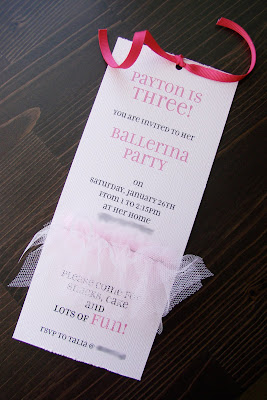 Payton is
Three!
You are invited to her
Ballerina
Party
on
Saturday, January 26th
From 1 to 2:15pm
at her home
Please come for
snacks, cake
and
lots of Fun!
RSVP to Talia @